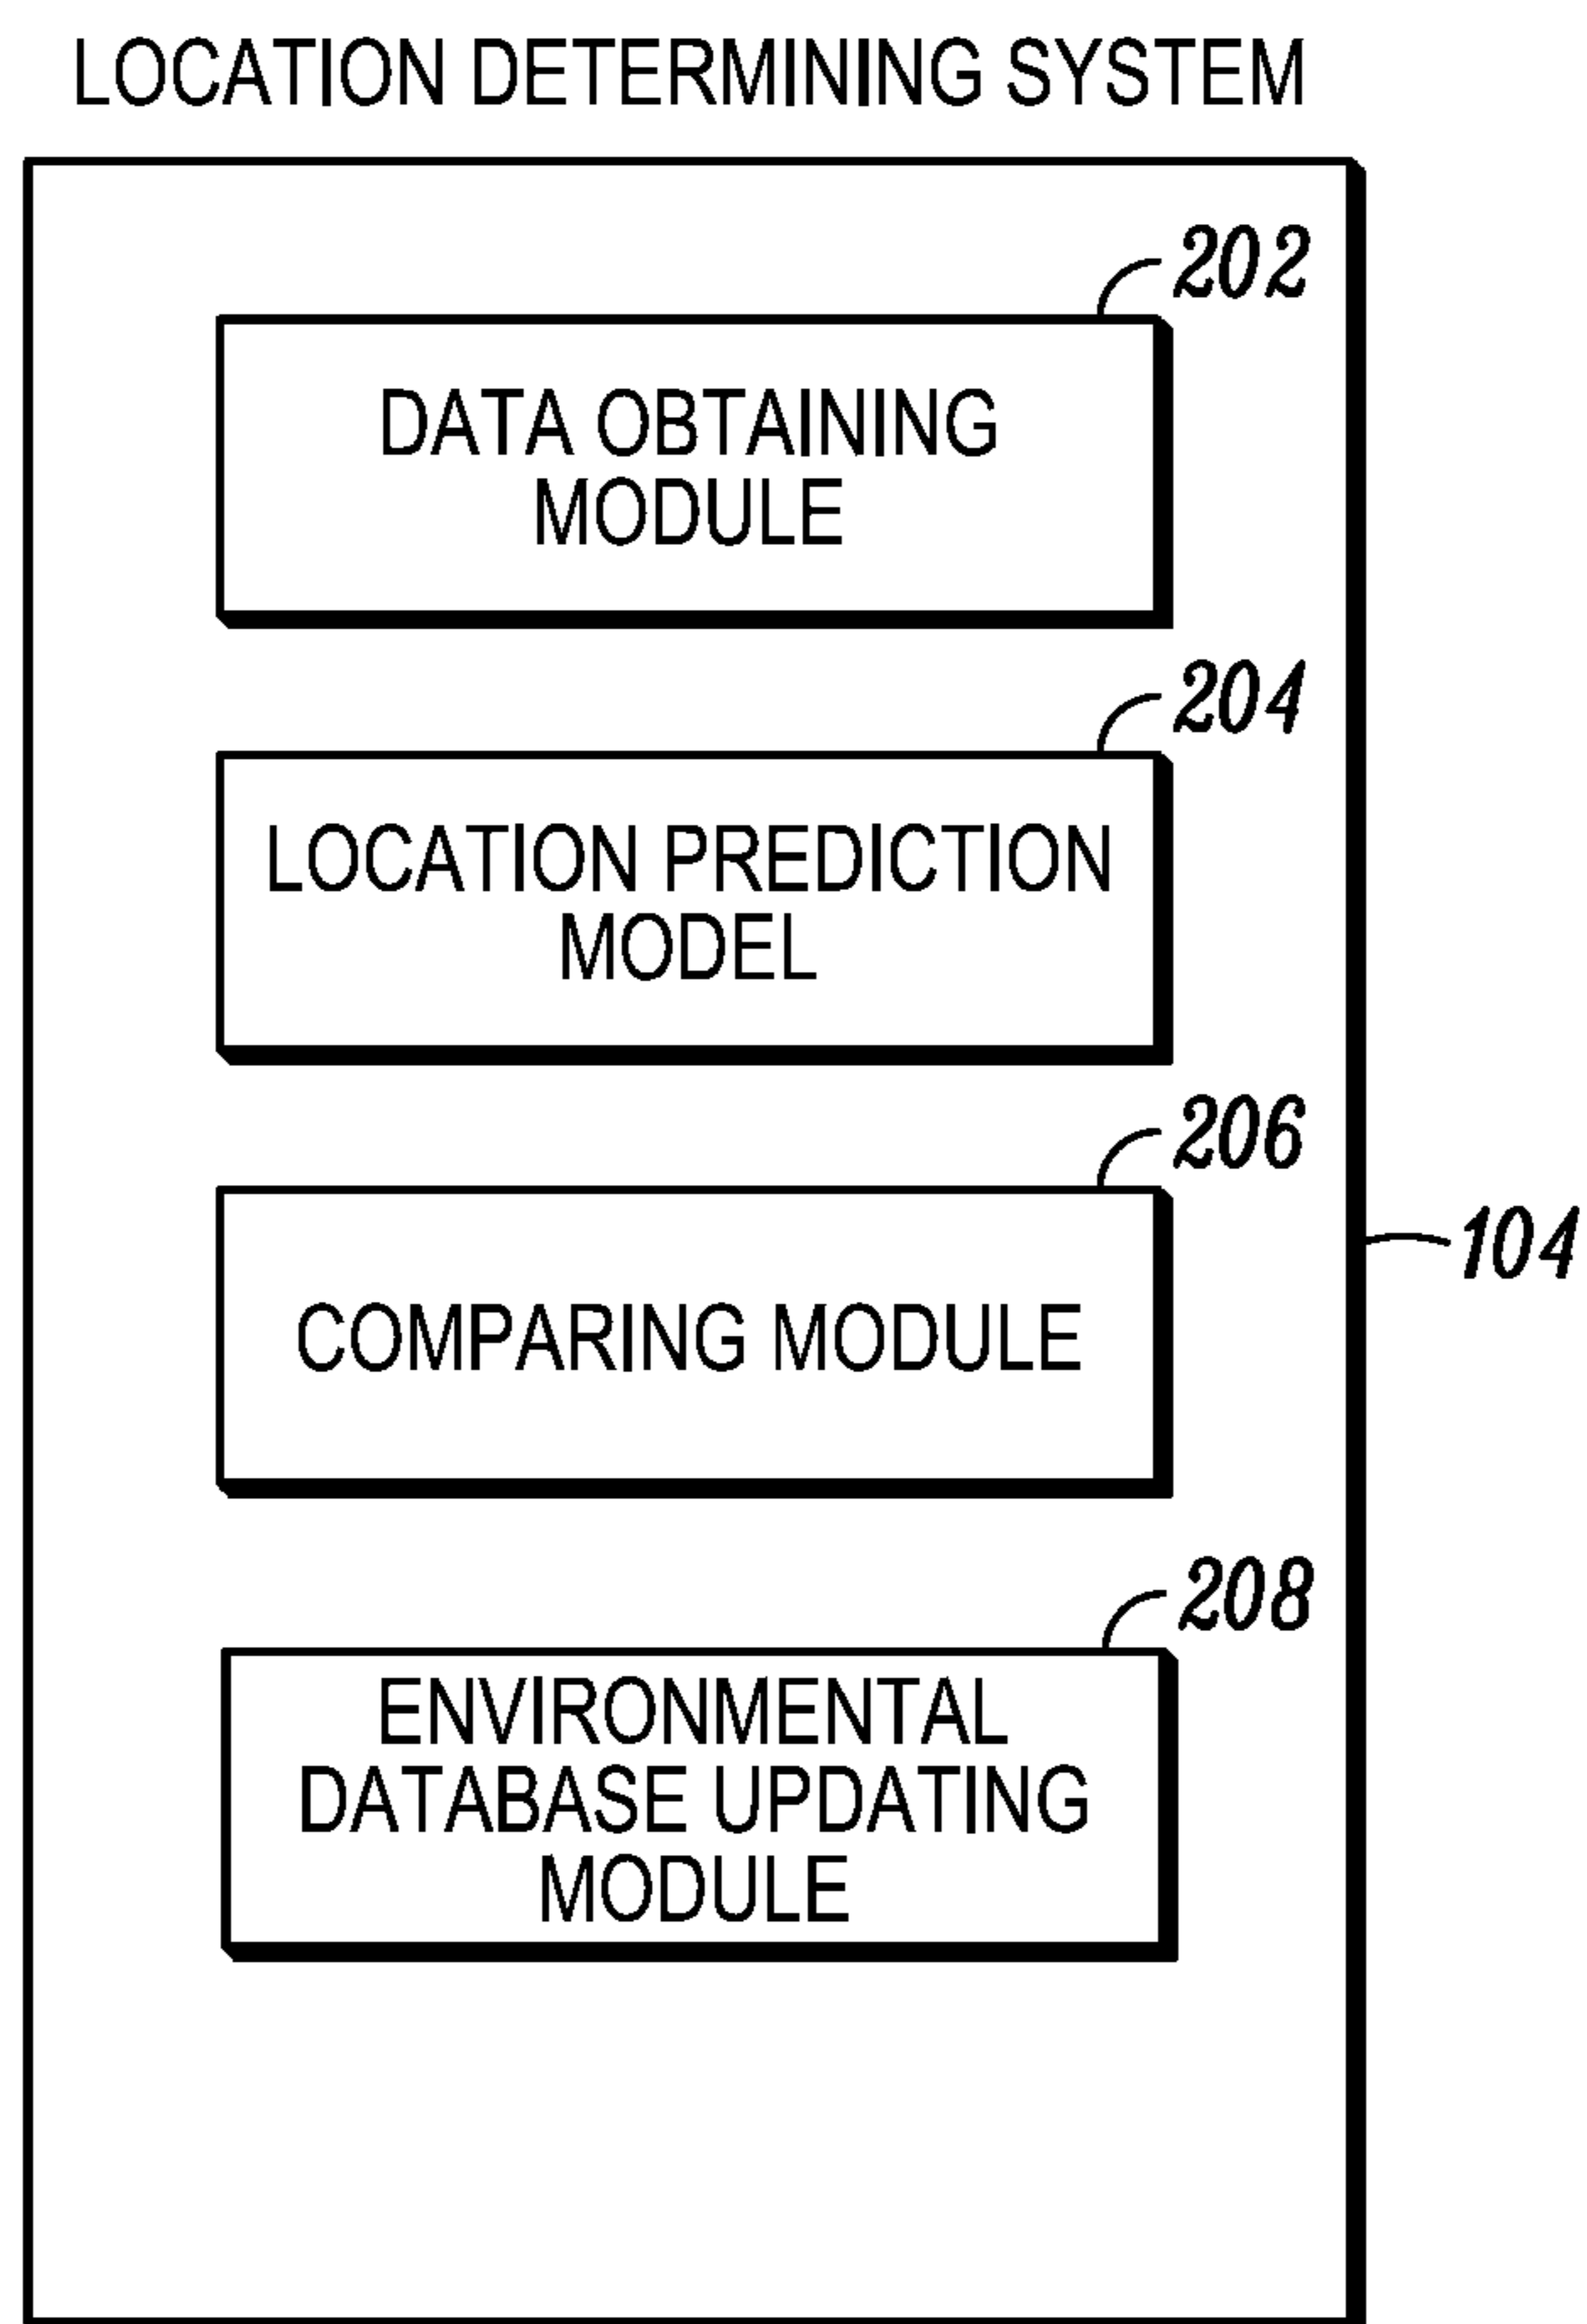 LOCATION DETERMINING SYSTEM
202
DATA OBTAINING
MODULE
204
LOCATION PREDICTION
MODEL
206
COMPARING MODULE
104
208
ENVIRONMENTAL
DATABASE UPDATING
MODULE